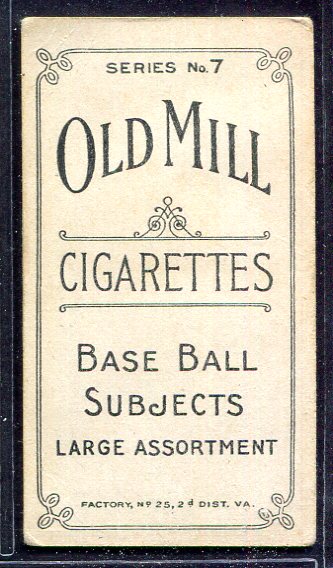 SERIES No. 7
OLD MILL
CIGARETTES
BASE BALL
SUBJECTS
LARGE ASSORTMENT
FACTORY, Nº 25, 2d DIST. VA.